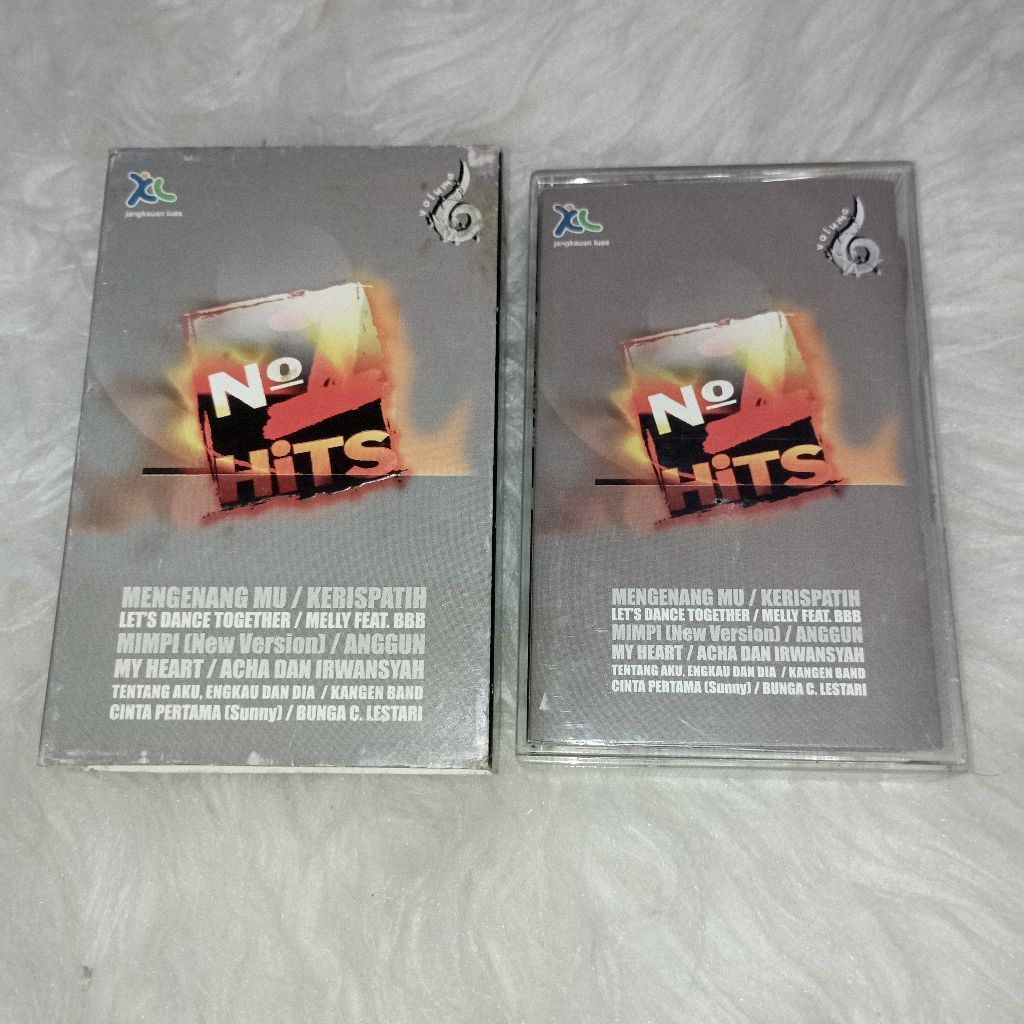 XL
jangkauan luas
volume 6
No 1
HiTS
MENGENANG MU / KERISPATIH
LET'S DANCE TOGETHER / MELLY FEAT. BBB
MIMPI (New Version) / ANGGUN
MY HEART / ACHA DAN IRWANSYAH
TENTANG AKU, ENGKAU DAN DIA / KANGEN BAND
CINTA PERTAMA (Sunny) / BUNGA C. LESTARI
XL
jangkauan luas
volume 6
No 1
HiTS
MENGENANG MU / KERISPATIH
LET'S DANCE TOGETHER / MELLY FEAT. BBB
MIMPI (New Version) / ANGGUN
MY HEART / ACHA DAN IRWANSYAH
TENTANG AKU, ENGKAU DAN DIA / KANGEN BAND
CINTA PERTAMA (Sunny) / BUNGA C. LESTARI